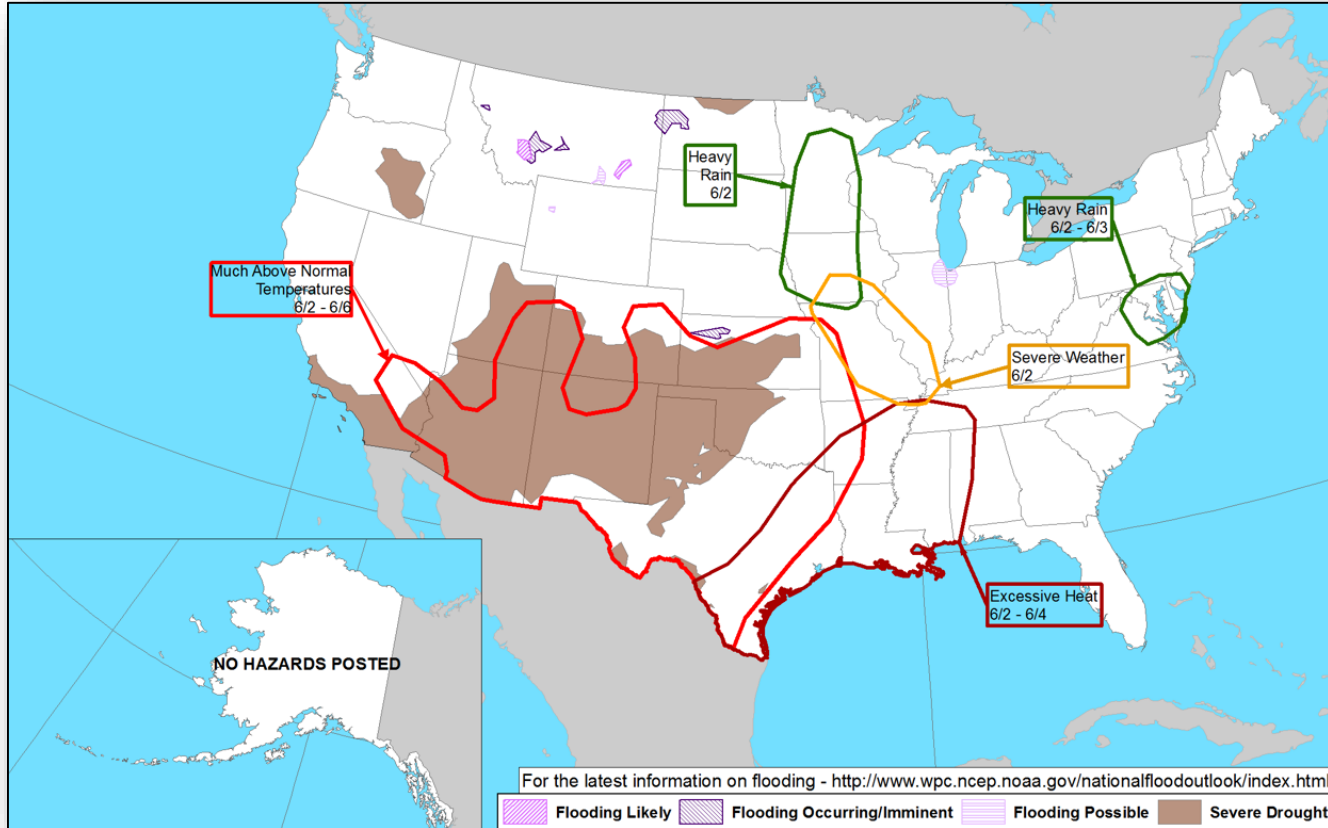 Heavy
Rain
6/2
Heavy Rain
6/2 - 6/3
Much Above Normal
Temperatures
6/2 - 6/6
Severe Weather
6/2
Excessive Heat
6/2 - 6/4
NO HAZARDS POSTED
For the latest information on flooding - http://www.wpc.ncep.noaa.gov/nationalfloodoutlook/index.html
Flooding Likely
Flooding Occurring/Imminent
Flooding Possible
Severe Drought